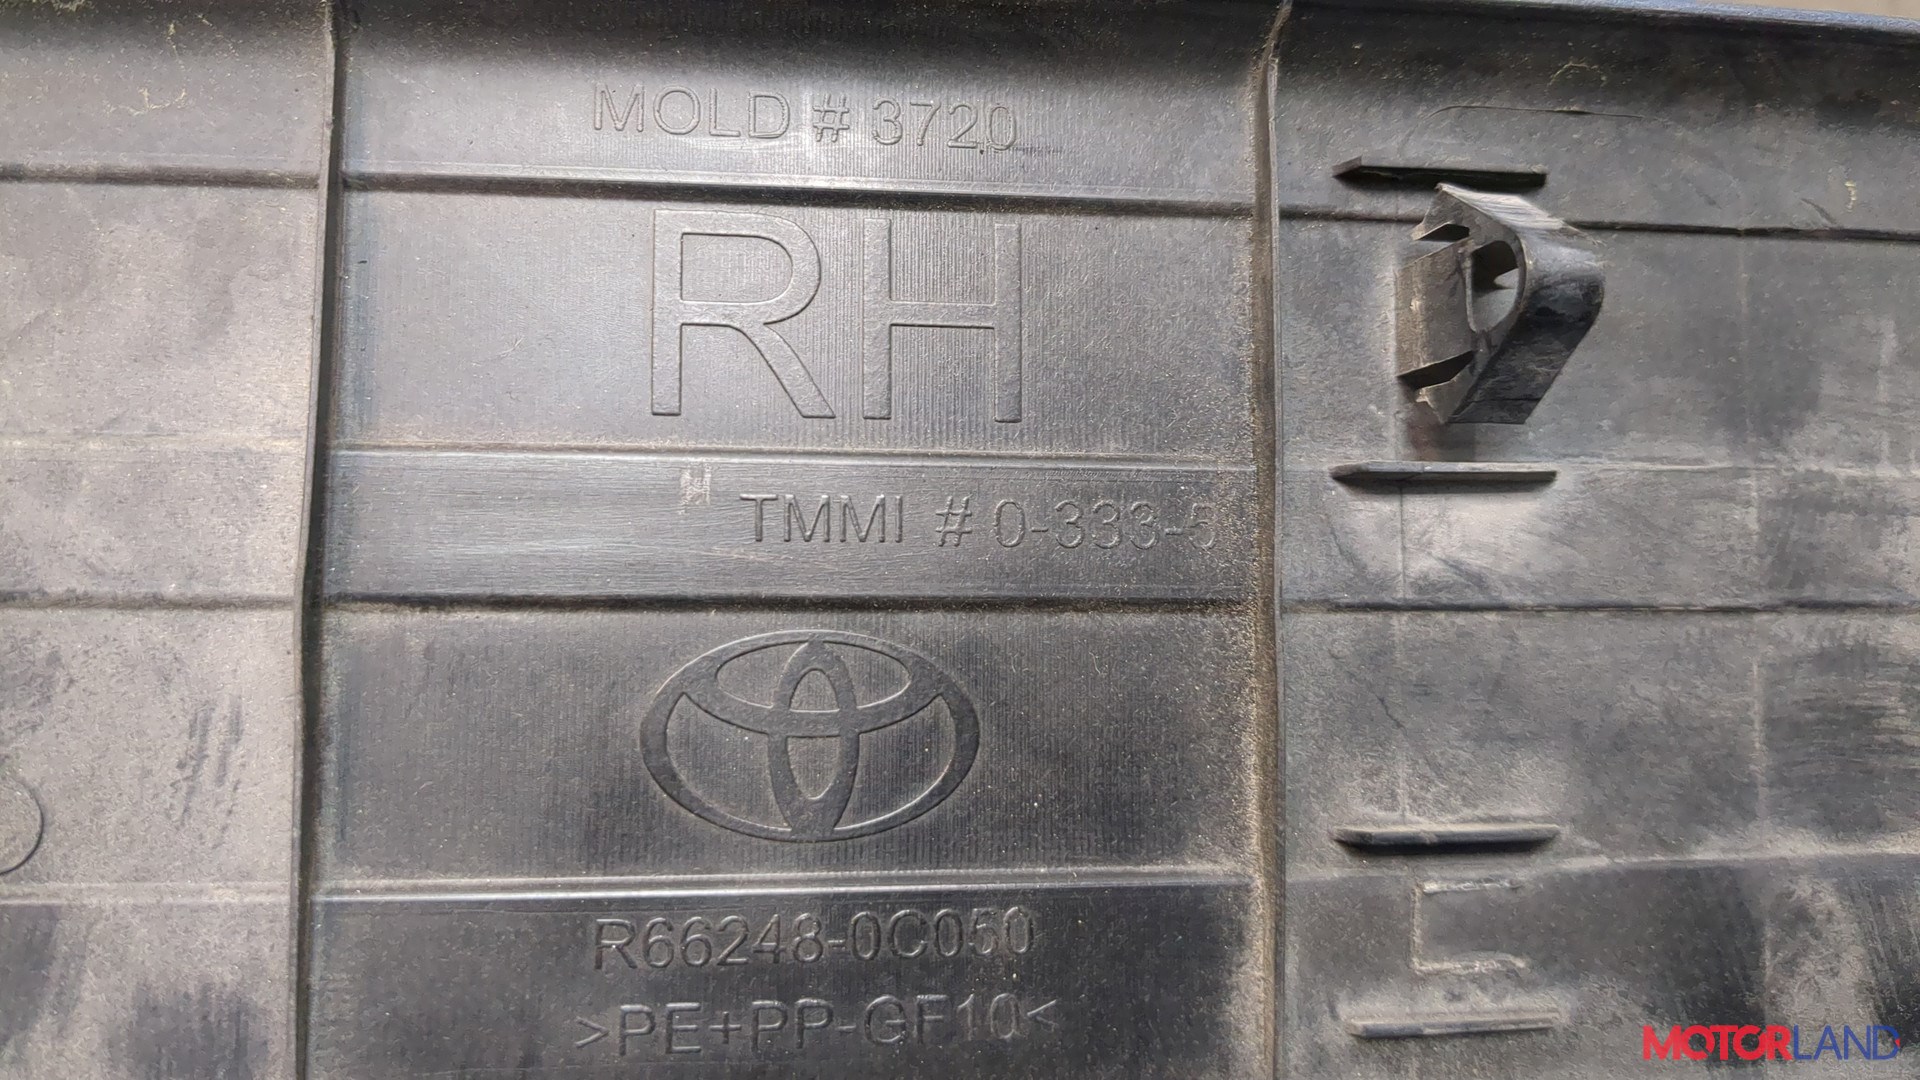 MOLD # 3720
RH
TMMI # 0-333-5
R66248-0C050
>PE+PP-GF10<
MOTORLAND